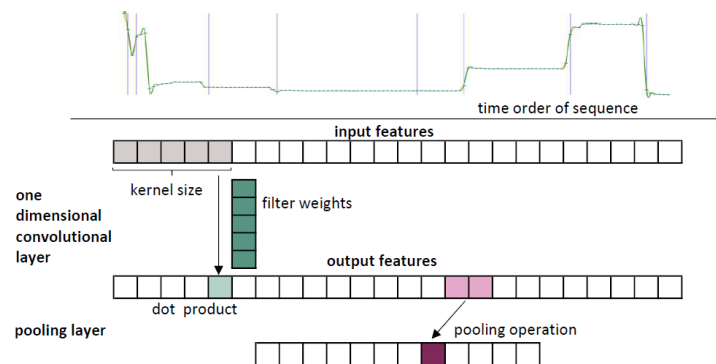 time order of sequence
input features
kernel size
one
dimensional
convolutional
layer
filter weights
output features
dot product
pooling layer
pooling operation